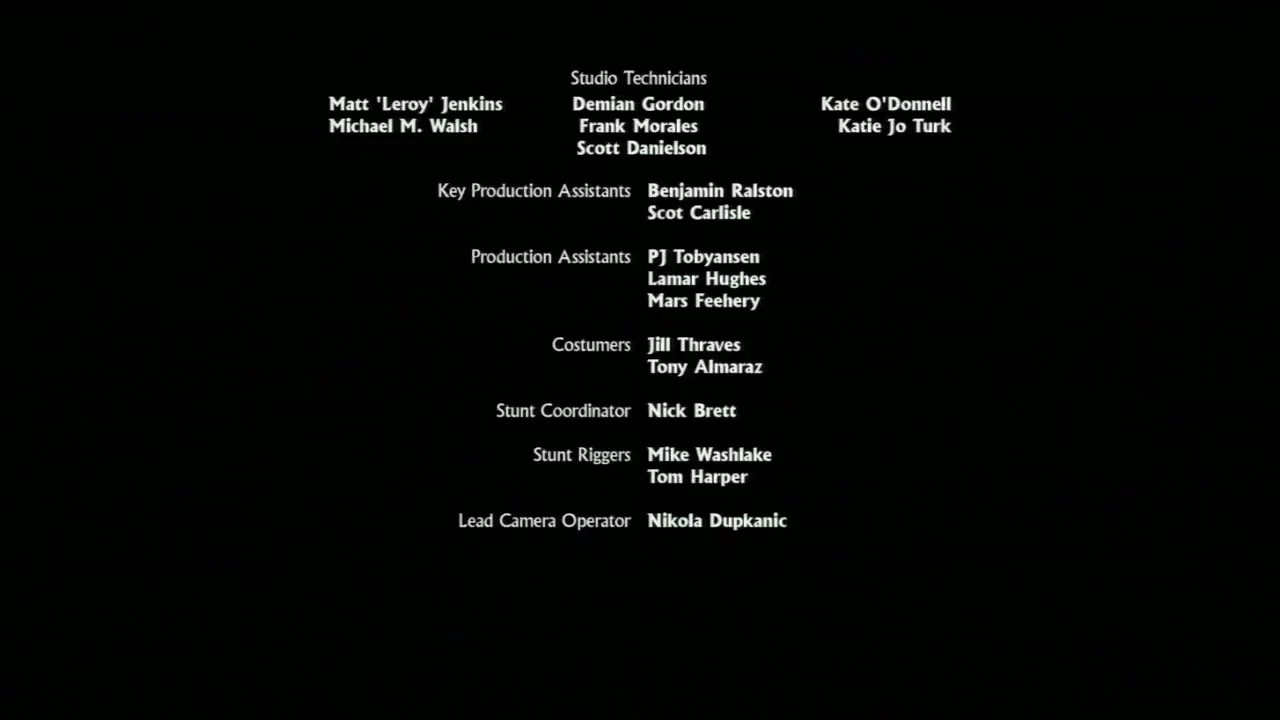 Studio Technicians
Matt 'Leroy' Jenkins Demian Gordon Kate O'Donnell
Michael M. Walsh Frank Morales Katie Jo Turk
Scott Danielson
Key Production Assistants Benjamin Ralston
Scot Carlisle
Production Assistants PJ Tobyansen
Lamar Hughes
Mars Feehery
Costumers Jill Thraves
Tony Almaraz
Stunt Coordinator Nick Brett
Stunt Riggers Mike Washlake
Tom Harper
Lead Camera Operator Nikola Dupkanic